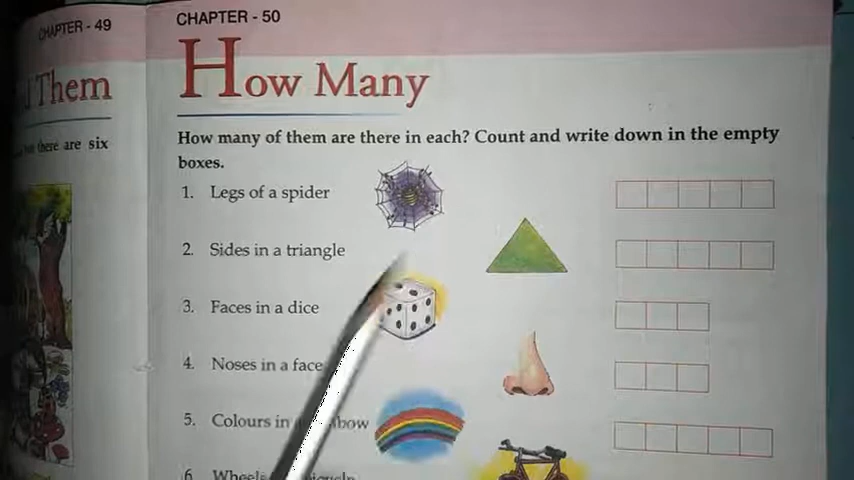 CHAPTER - 49
Them
there are six
CHAPTER - 50
How Many
How many of them are there in each? Count and write down in the empty
boxes.
1. Legs of a spider
2. Sides in a triangle
3. Faces in a dice
4. Noses in a face
5. Colours in bow
6. Wheels